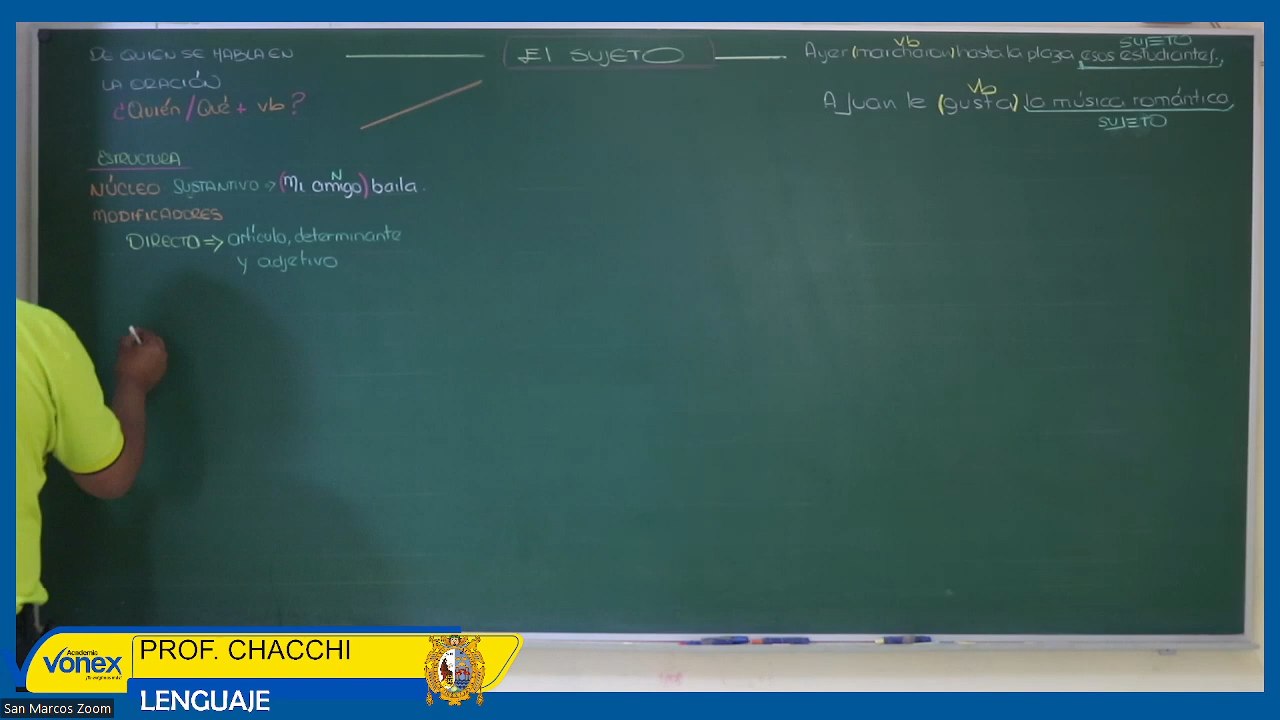 DE QUIEN SE HABLA EN
LA ORACIÓN
¿Quién / Qué + vb?
El SUJETO
vb
SUJETO
Ayer (marcharon) hasta la plaza esos estudiantes.
vb
A Juan le (gusta) la música romántica.
SUJETO
ESTRUCTURA
N
NÚCLEO SUSTANTIVO → (Mi amigo) baila.
MODIFICADORES
DIRECTO ⇒ artículo, determinante
y adjetivo
Academia
Vonex
PROF. CHACCHI
LENGUAJE
San Marcos Zoom